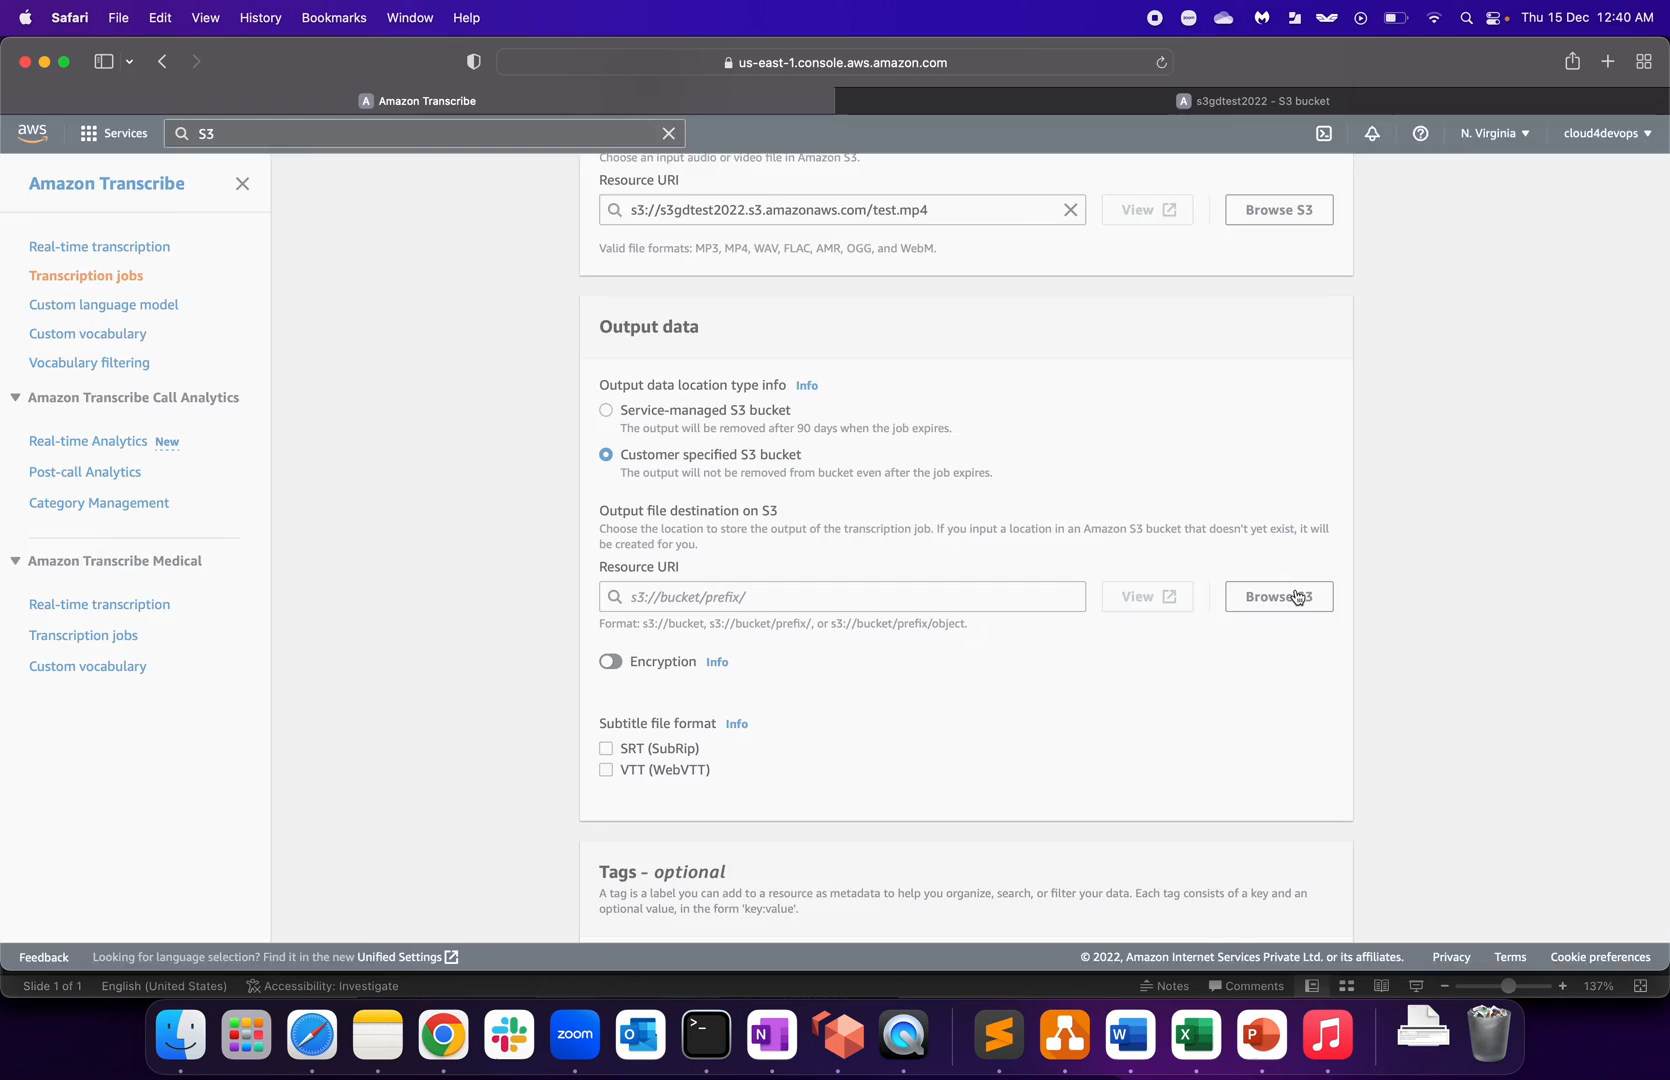 Safari File Edit View History Bookmarks Window Help zoom Thu 15 Dec 12:40 AM
us-east-1.console.aws.amazon.com
A Amazon Transcribe A s3gdtest2022 - S3 bucket
aws Services S3 N. Virginia ▼ cloud4devops ▼
Amazon Transcribe
Real-time transcription
Transcription jobs
Custom language model
Custom vocabulary
Vocabulary filtering
Amazon Transcribe Call Analytics
Real-time Analytics New
Post-call Analytics
Category Management
Amazon Transcribe Medical
Real-time transcription
Transcription jobs
Custom vocabulary
Choose an input audio or video file in Amazon S3.
Resource URI
s3://s3gdtest2022.s3.amazonaws.com/test.mp4 View Browse S3
Valid file formats: MP3, MP4, WAV, FLAC, AMR, OGG, and WebM.
Output data
Output data location type info Info
Service-managed S3 bucket
The output will be removed after 90 days when the job expires.
Customer specified S3 bucket
The output will not be removed from bucket even after the job expires.
Output file destination on S3
Choose the location to store the output of the transcription job. If you input a location in an Amazon S3 bucket that doesn't yet exist, it will
be created for you.
Resource URI
s3://bucket/prefix/ View Browse S3
Format: s3://bucket, s3://bucket/prefix/, or s3://bucket/prefix/object.
Encryption Info
Subtitle file format Info
SRT (SubRip)
VTT (WebVTT)
Tags - optional
A tag is a label you can add to a resource as metadata to help you organize, search, or filter your data. Each tag consists of a key and an
optional value, in the form 'key:value'.
Feedback Looking for language selection? Find it in the new Unified Settings © 2022, Amazon Internet Services Private Ltd. or its affiliates. Privacy Terms Cookie preferences
Slide 1 of 1 English (United States) Accessibility: Investigate Notes Comments 137%
zoom